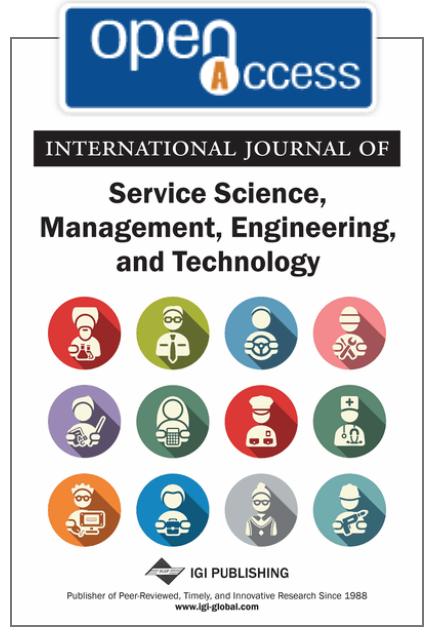 open
Access
INTERNATIONAL JOURNAL OF
Service Science,
Management, Engineering,
and Technology
IGI PUBLISHING
Publisher of Peer-Reviewed, Timely, and Innovative Research Since 1988
www.igi-global.com